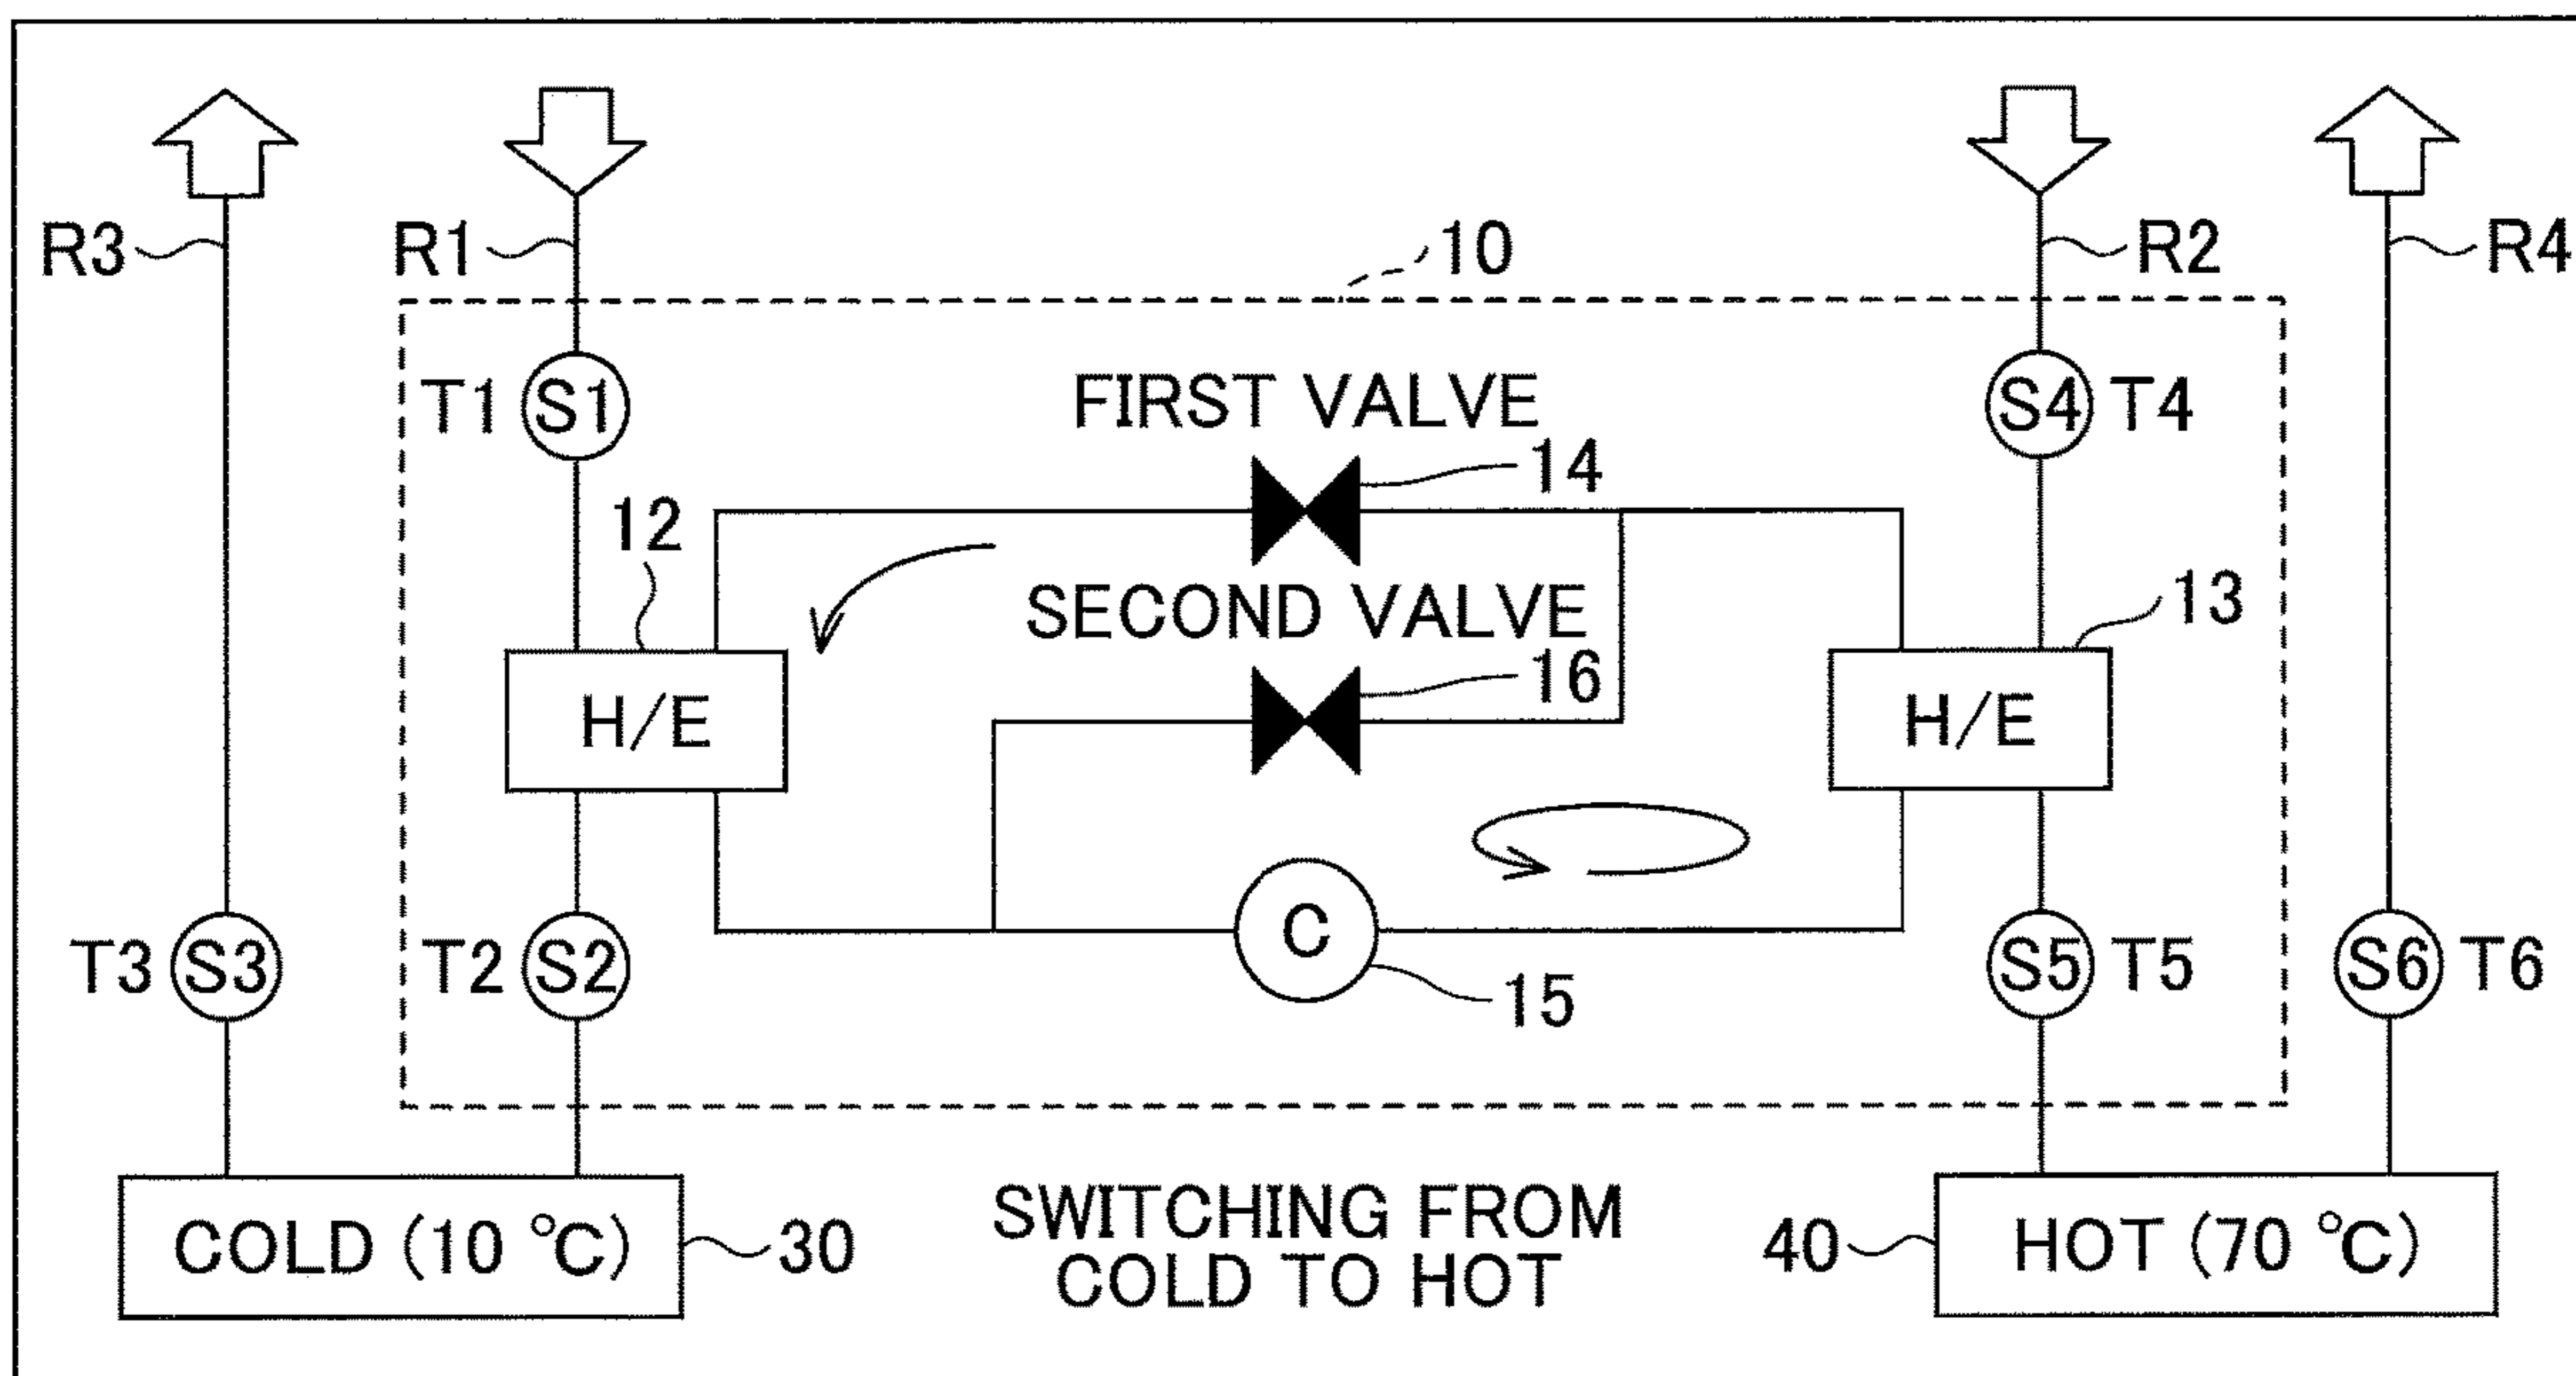 R3
R1
10
R2
R4
T1
S1
FIRST VALVE
S4
T4
14
12
SECOND VALVE
13
16
H/E
H/E
C
T3
S3
T2
S2
15
S5
T5
S6
T6
COLD (10 ℃)
30
SWITCHING FROM
COLD TO HOT
40
HOT (70 ℃)